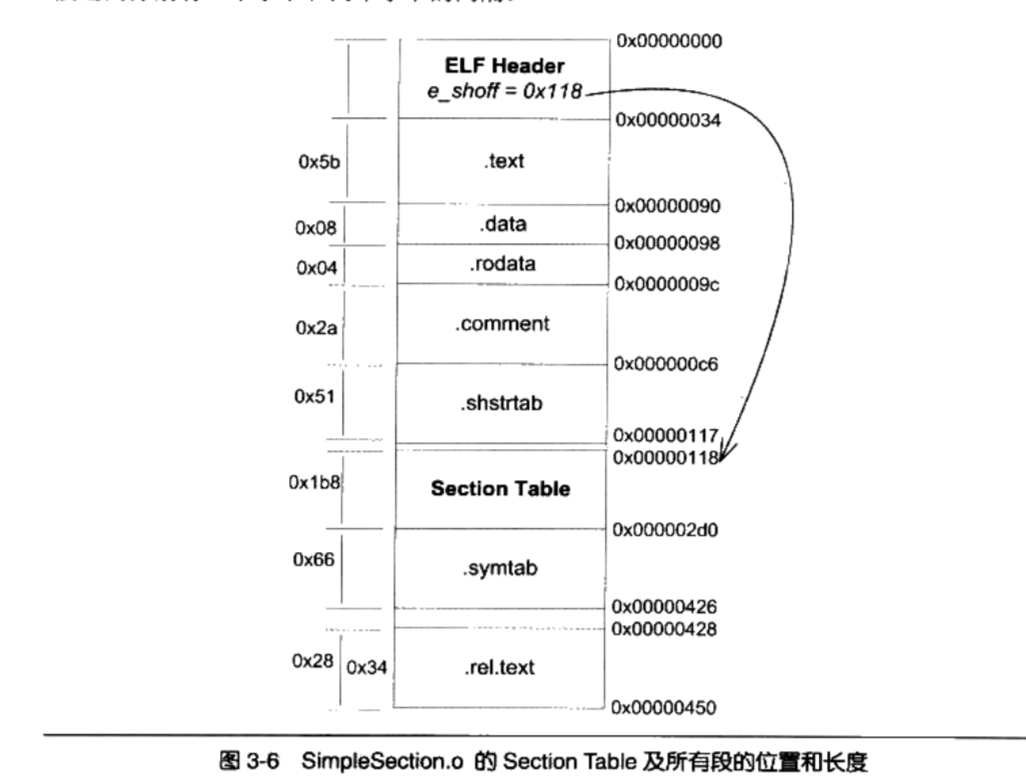 0x00000000
ELF Header
e_shoff = 0x118
0x00000034
0x5b
.text
0x00000090
0x08
.data
0x00000098
0x04
.rodata
0x0000009c
0x2a
.comment
0x000000c6
0x51
.shstrtab
0x00000117
0x00000118
0x1b8
Section Table
0x000002d0
0x66
.symtab
0x00000426
0x00000428
0x28
0x34
.rel.text
0x00000450
图 3-6 SimpleSection.o 的 Section Table 及所有段的位置和长度